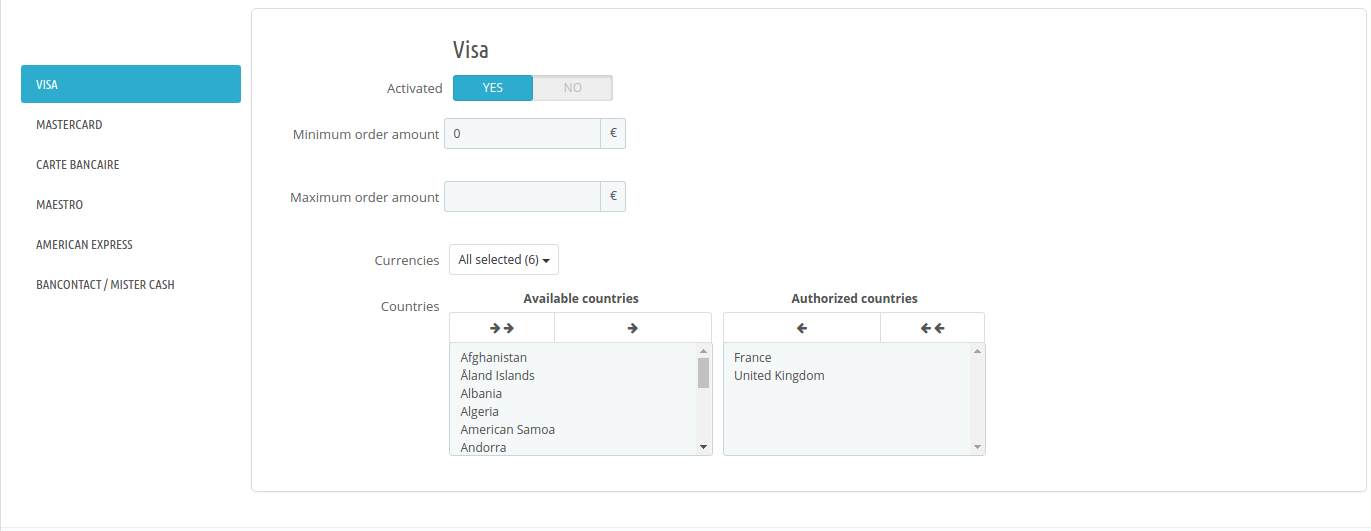 VISA
MASTERCARD
CARTE BANCAIRE
MAESTRO
AMERICAN EXPRESS
BANCONTACT / MISTER CASH
Visa
Activated YES NO
Minimum order amount 0 €
Maximum order amount €
Currencies All selected (6)
Countries Available countries Authorized countries
Afghanistan France
Åland Islands United Kingdom
Albania
Algeria
American Samoa
Andorra